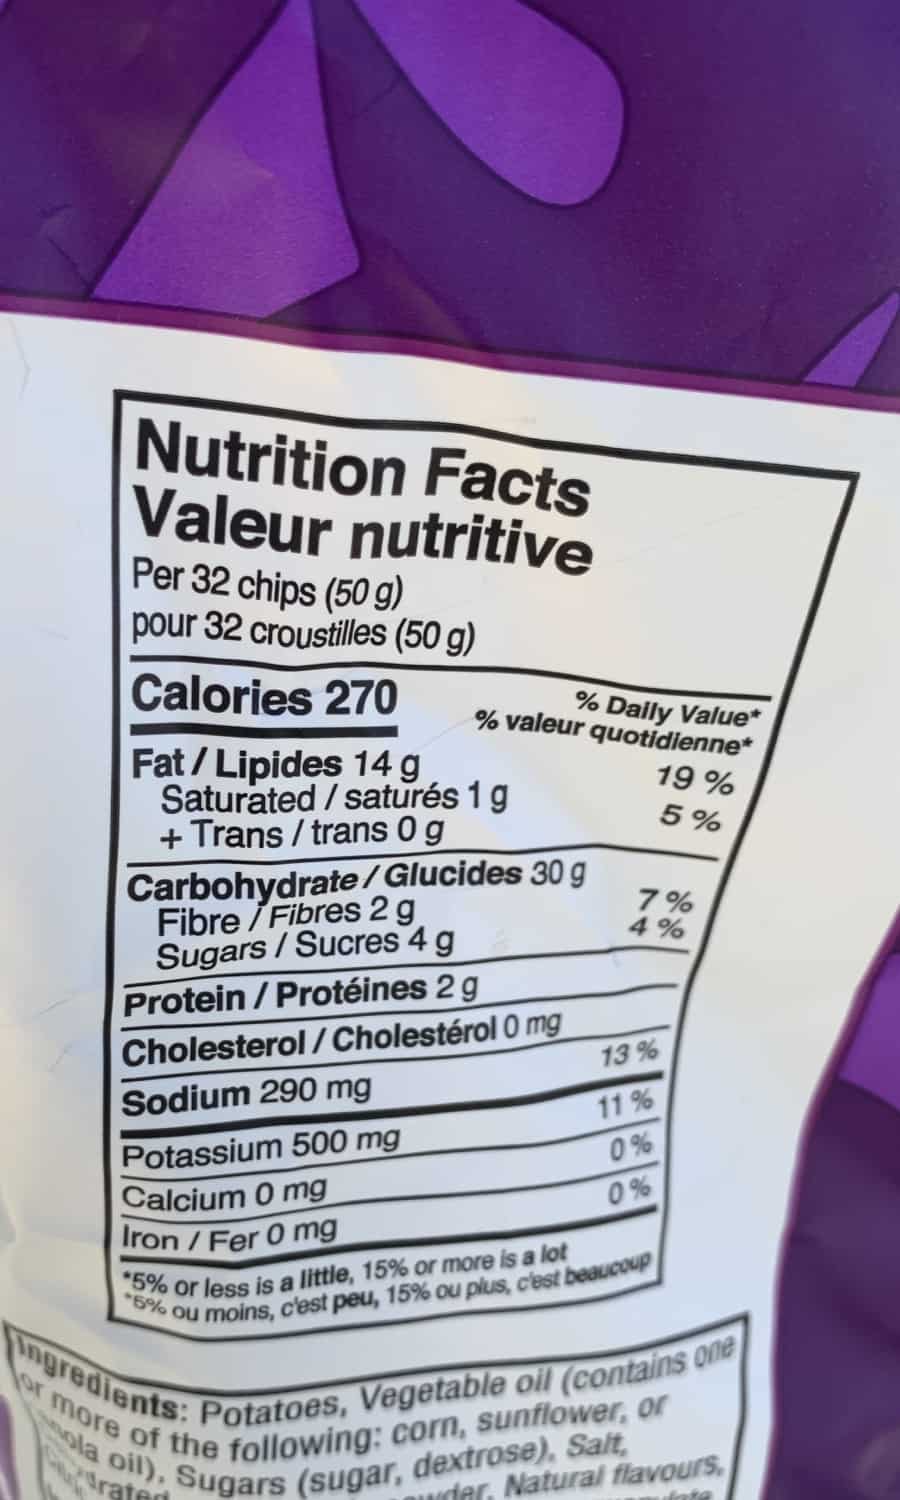 Nutrition Facts
Valeur nutritive
Per 32 chips (50 g)
pour 32 croustilles (50 g)
Calories 270
% Daily Value*
% valeur quotidienne*
Fat / Lipides 14 g 19 %
Saturated / saturés 1 g 5 %
+ Trans / trans 0 g
Carbohydrate / Glucides 30 g
Fibre / Fibres 2 g 7 %
Sugars / Sucres 4 g 4 %
Protein / Protéines 2 g
Cholesterol / Cholestérol 0 mg
Sodium 290 mg 13 %
Potassium 500 mg 11 %
Calcium 0 mg 0 %
Iron / Fer 0 mg 0 %
*5% or less is a little, 15% or more is a lot
*5% ou moins, c'est peu, 15% ou plus, c'est beaucoup
Ingredients: Potatoes, Vegetable oil (contains one
or more of the following: corn, sunflower, or
oil), Sugars (sugar, dextrose), Salt,
Natural flavours,